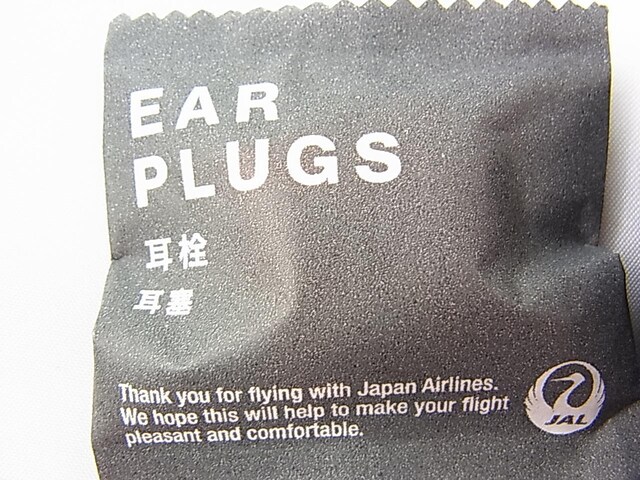 EAR
PLUGS
耳栓
耳塞
Thank you for flying with Japan Airlines.
We hope this will help to make your flight
pleasant and comfortable.
JAL